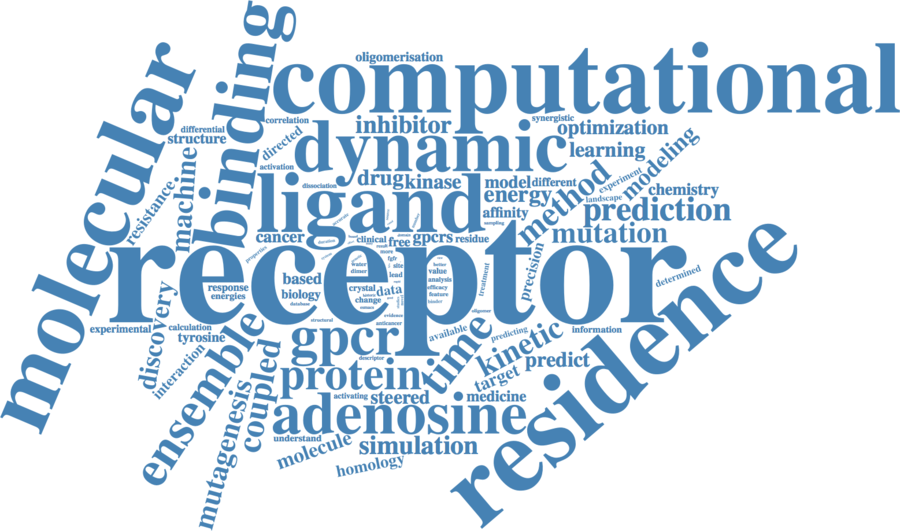 oligomerisation
computational
molecular
binding
correlation
differential
structure
directed
inhibitor
synergistic
optimization
dynamic
learning
modeling
activation
machine
resistance
dissociation
drug
kinase
model
different
experiment
landscape
chemistry
energy
method
ligand
affinity
prediction
sampling
cancer
clinical
free
gpcrs
residue
mutation
precision
properties
receptor
residence
determined
treatment
response
energies
based
biology
database
water
dimer
crystal
change
result
more
fgfr
site
lead
data
better
value
analysis
efficacy
feature
evidence
anticancer
structural
oligomer
experimental
calculation
tyrosine
discovery
interaction
ensemble
coupled
mutagenesis
gpcr
descriptor
available
time
predicting
information
kinetic
predict
protein
target
medicine
activating
steered
adenosine
understand
molecule
simulation
homology